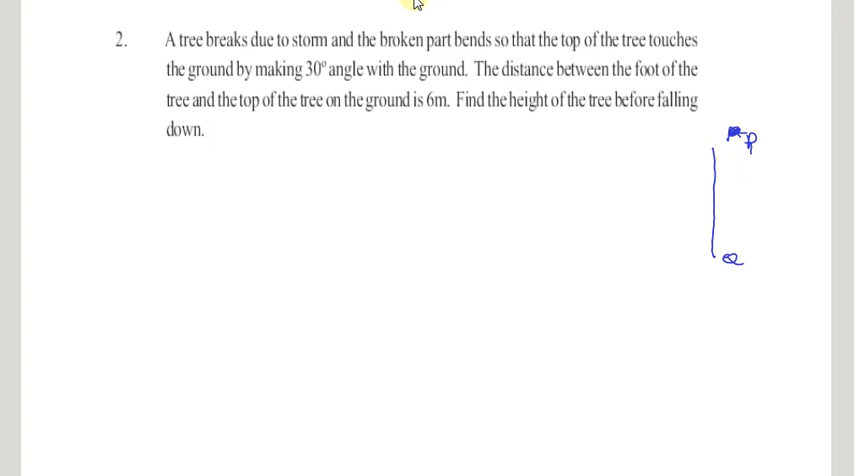 2. A tree breaks due to storm and the broken part bends so that the top of the tree touches
the ground by making 30° angle with the ground. The distance between the foot of the
tree and the top of the tree on the ground is 6m. Find the height of the tree before falling
down.
P
Q